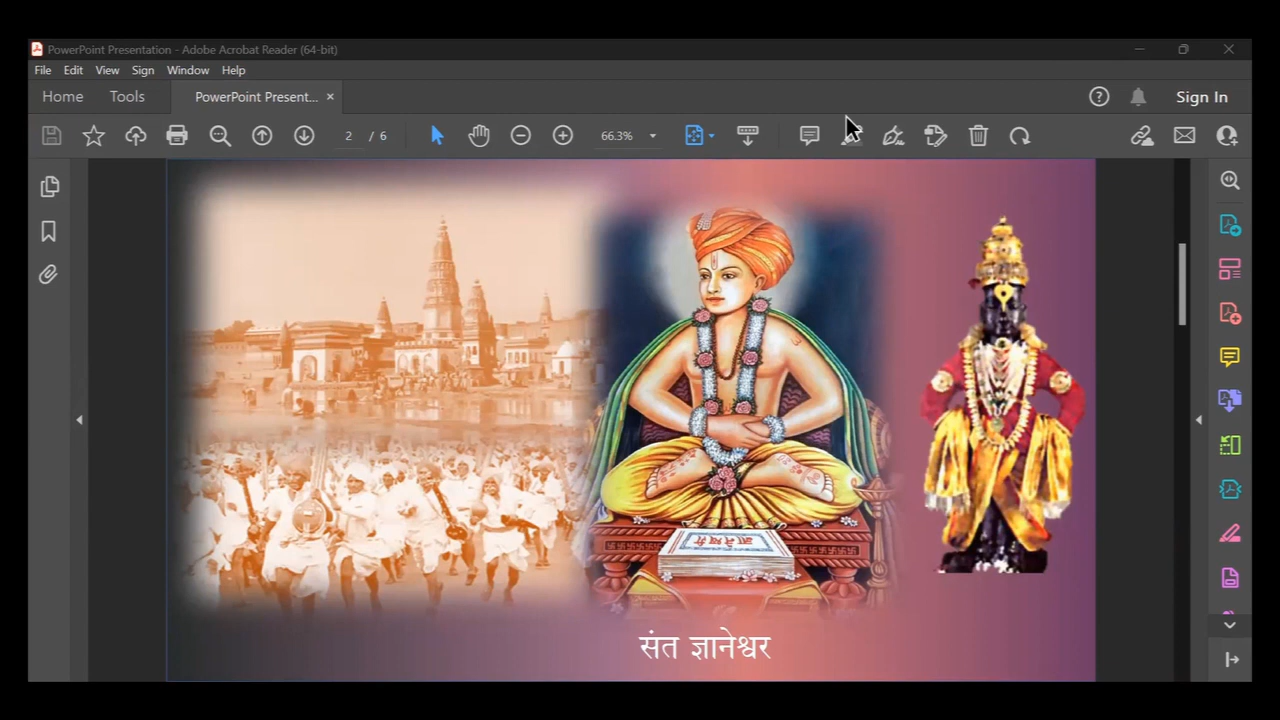 PowerPoint Presentation - Adobe Acrobat Reader (64-bit)
File Edit View Sign Window Help
Home Tools PowerPoint Present... Sign In
2 / 6 66.3%
ज्ञानेश्वरी
संत ज्ञानेश्वर